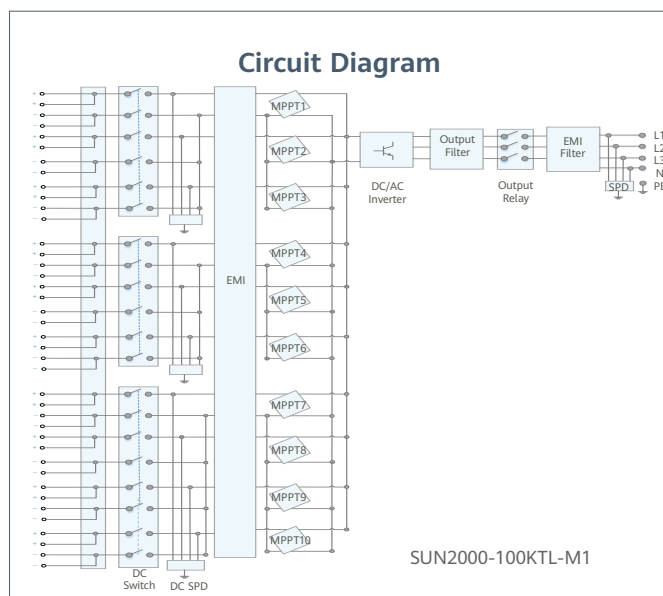 Circuit Diagram
MPPT1
MPPT2
MPPT3
MPPT4
MPPT5
MPPT6
MPPT7
MPPT8
MPPT9
MPPT10
EMI
DC
Switch
DC SPD
DC/AC
Inverter
Output
Filter
Output
Relay
EMI
Filter
SPD
L1
L2
L3
N
PE
SUN2000-100KTL-M1